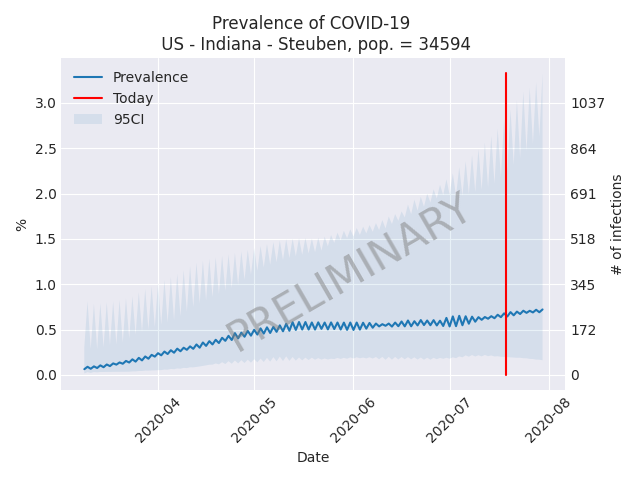 Prevalence of COVID-19
US - Indiana - Steuben, pop. = 34594
Prevalence
Today
95CI
3.0
2.5
2.0
1.5
1.0
0.5
0.0
%
1037
864
691
518
345
172
0
# of infections
PRELIMINARY
2020-04
2020-05
2020-06
2020-07
2020-08
Date